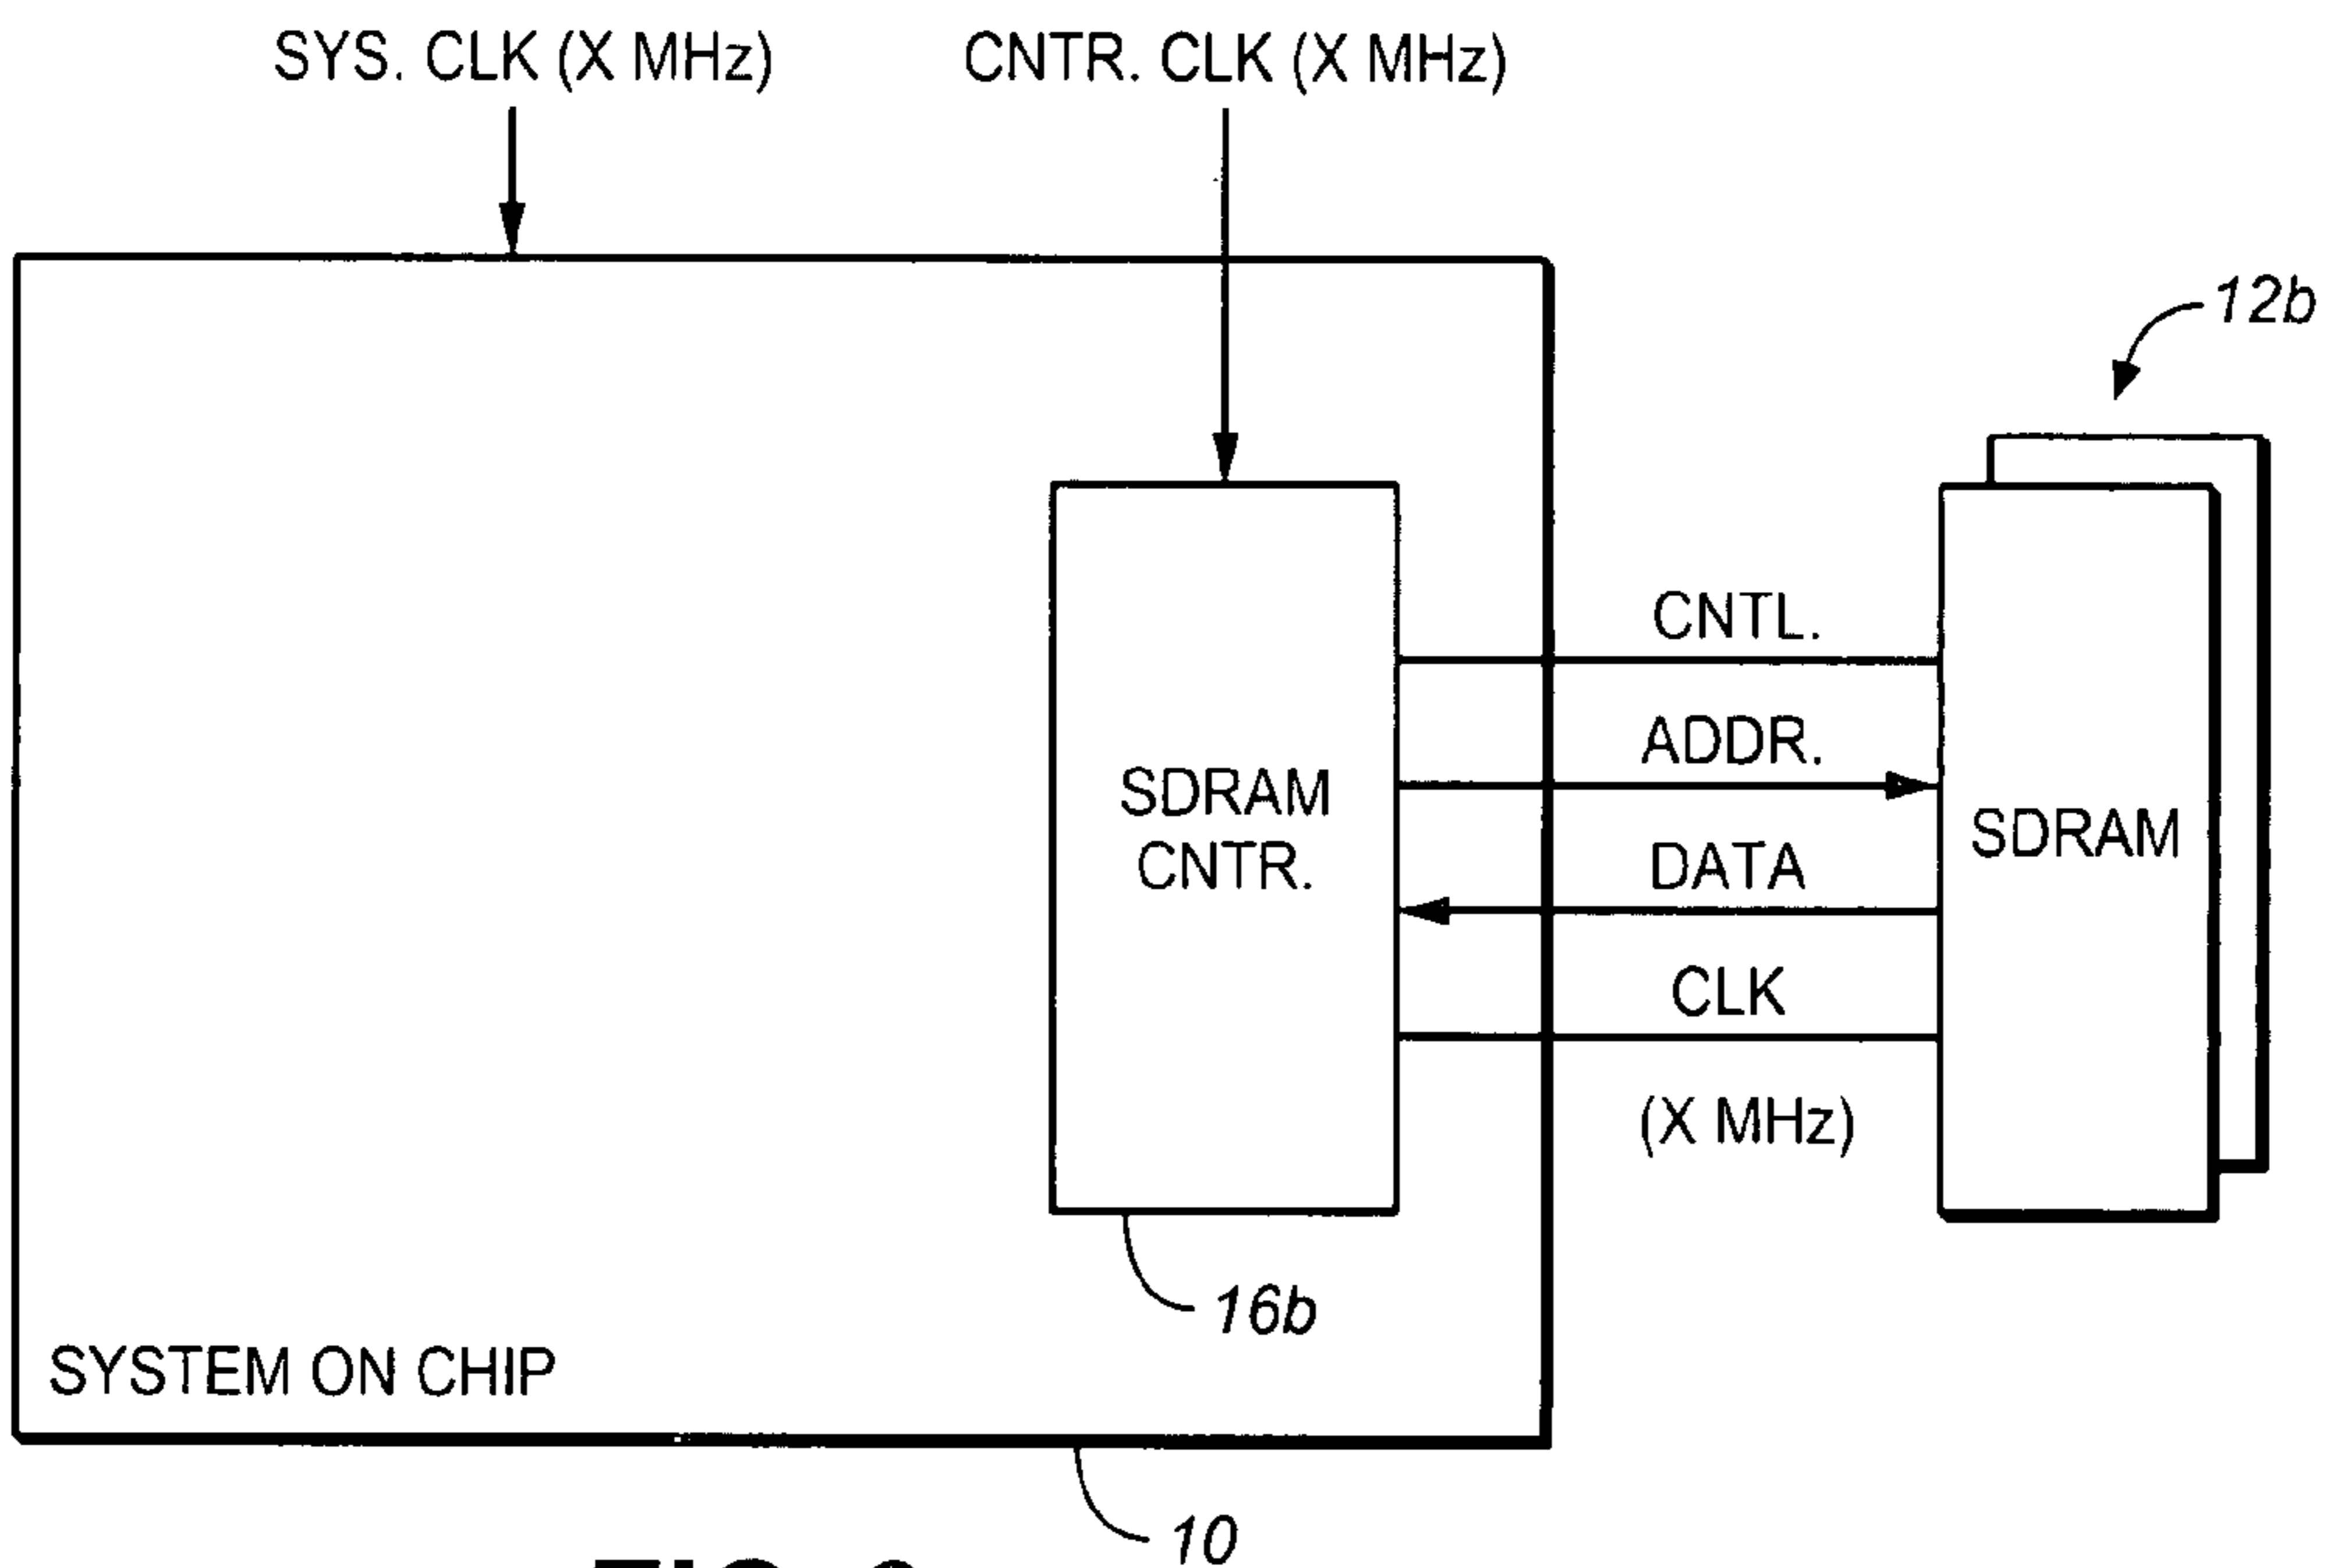 SYS. CLK (X MHz)
CNTR. CLK (X MHz)
12b
CNTL.
ADDR.
SDRAM
CNTR.
DATA
SDRAM
CLK
(X MHz)
16b
SYSTEM ON CHIP
10